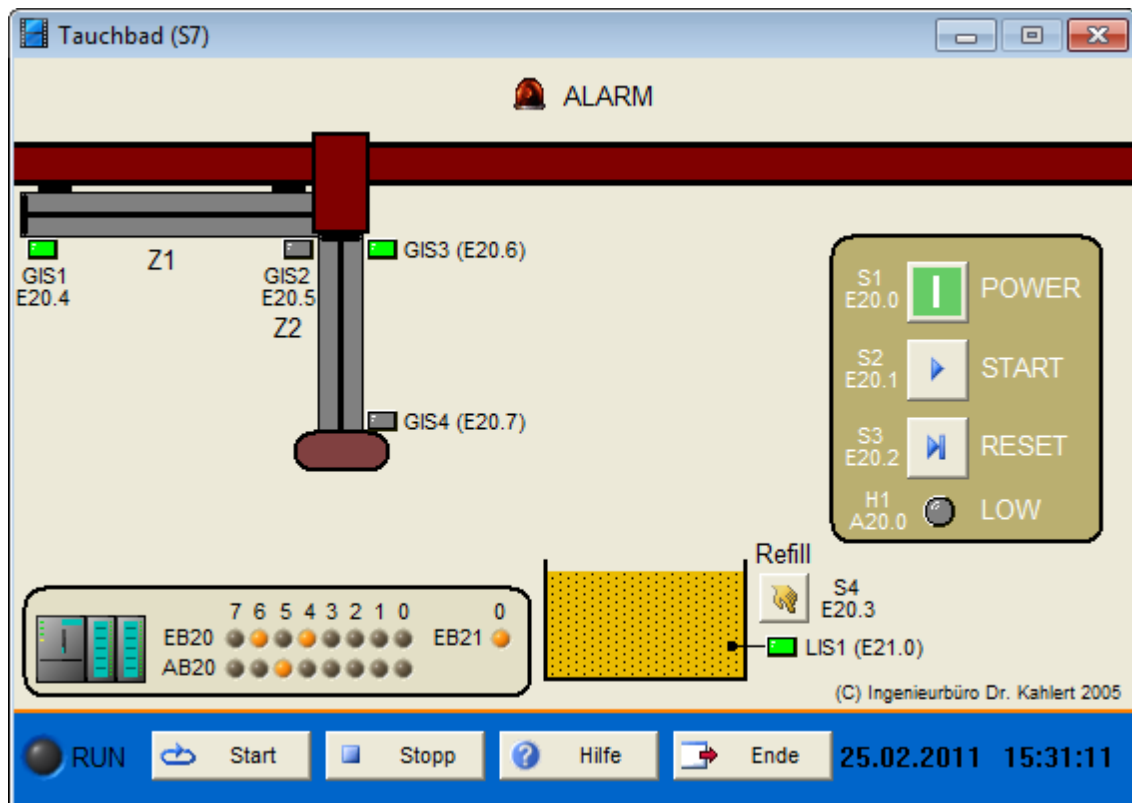 Tauchbad (S7)
ALARM
GIS1
E20.4
Z1
GIS2
E20.5
Z2
GIS3 (E20.6)
GIS4 (E20.7)
S1
E20.0
POWER
S2
E20.1
START
S3
E20.2
RESET
H1
A20.0
LOW
Refill
S4
E20.3
LIS1 (E21.0)
7 6 5 4 3 2 1 0 0
EB20 EB21
AB20
(C) Ingenieurbüro Dr. Kahlert 2005
RUN Start Stopp Hilfe Ende 25.02.2011 15:31:11